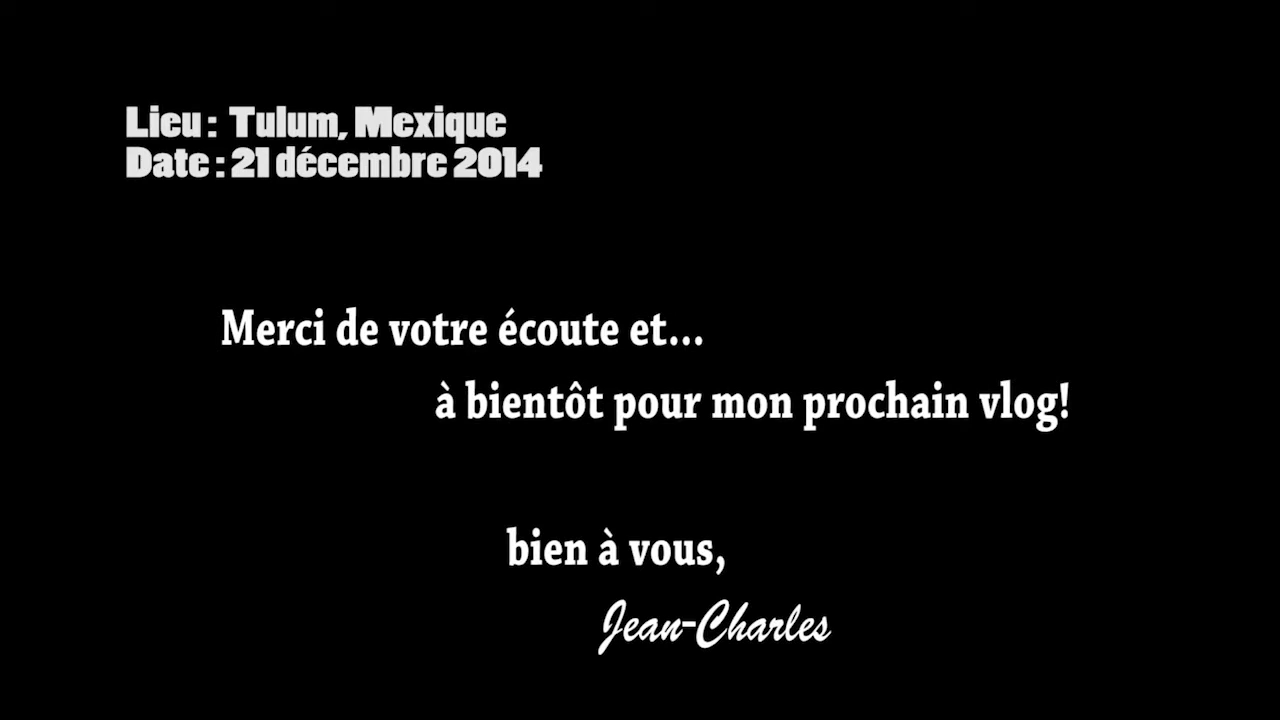 Lieu : Tulum, Mexique
Date : 21 décembre 2014
Merci de votre écoute et...
à bientôt pour mon prochain vlog!
bien à vous,
Jean-Charles